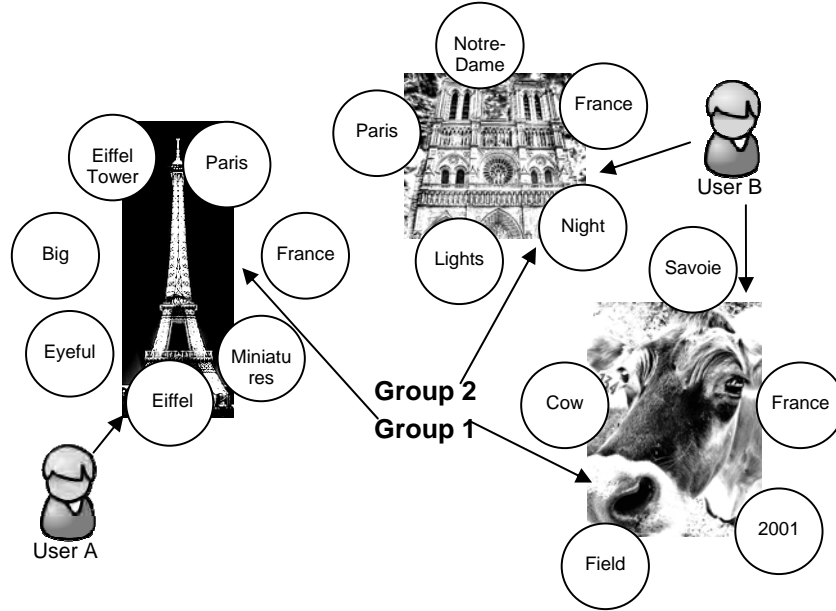 Notre-
Dame
France
Paris
User B
Night
Lights
Eiffel
Tower
Paris
Big
France
Savoie
Eyeful
Miniatu
res
Eiffel
Group 2
Group 1
Cow
France
2001
Field
User A